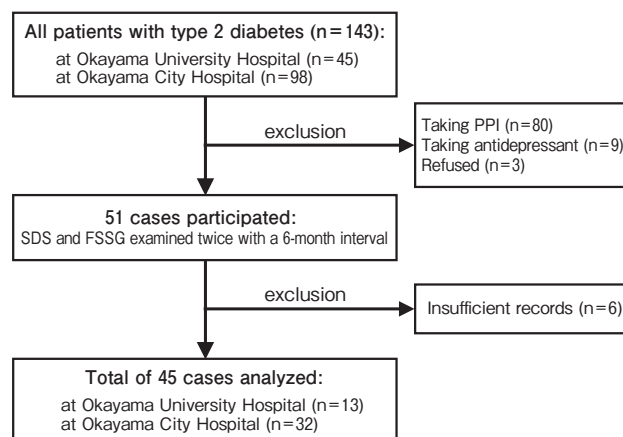 All patients with type 2 diabetes (n=143):
at Okayama University Hospital (n=45)
at Okayama City Hospital (n=98)
exclusion
Taking PPI (n=80)
Taking antidepressant (n=9)
Refused (n=3)
51 cases participated:
SDS and FSSG examined twice with a 6-month interval
exclusion
Insufficient records (n=6)
Total of 45 cases analyzed:
at Okayama University Hospital (n=13)
at Okayama City Hospital (n=32)